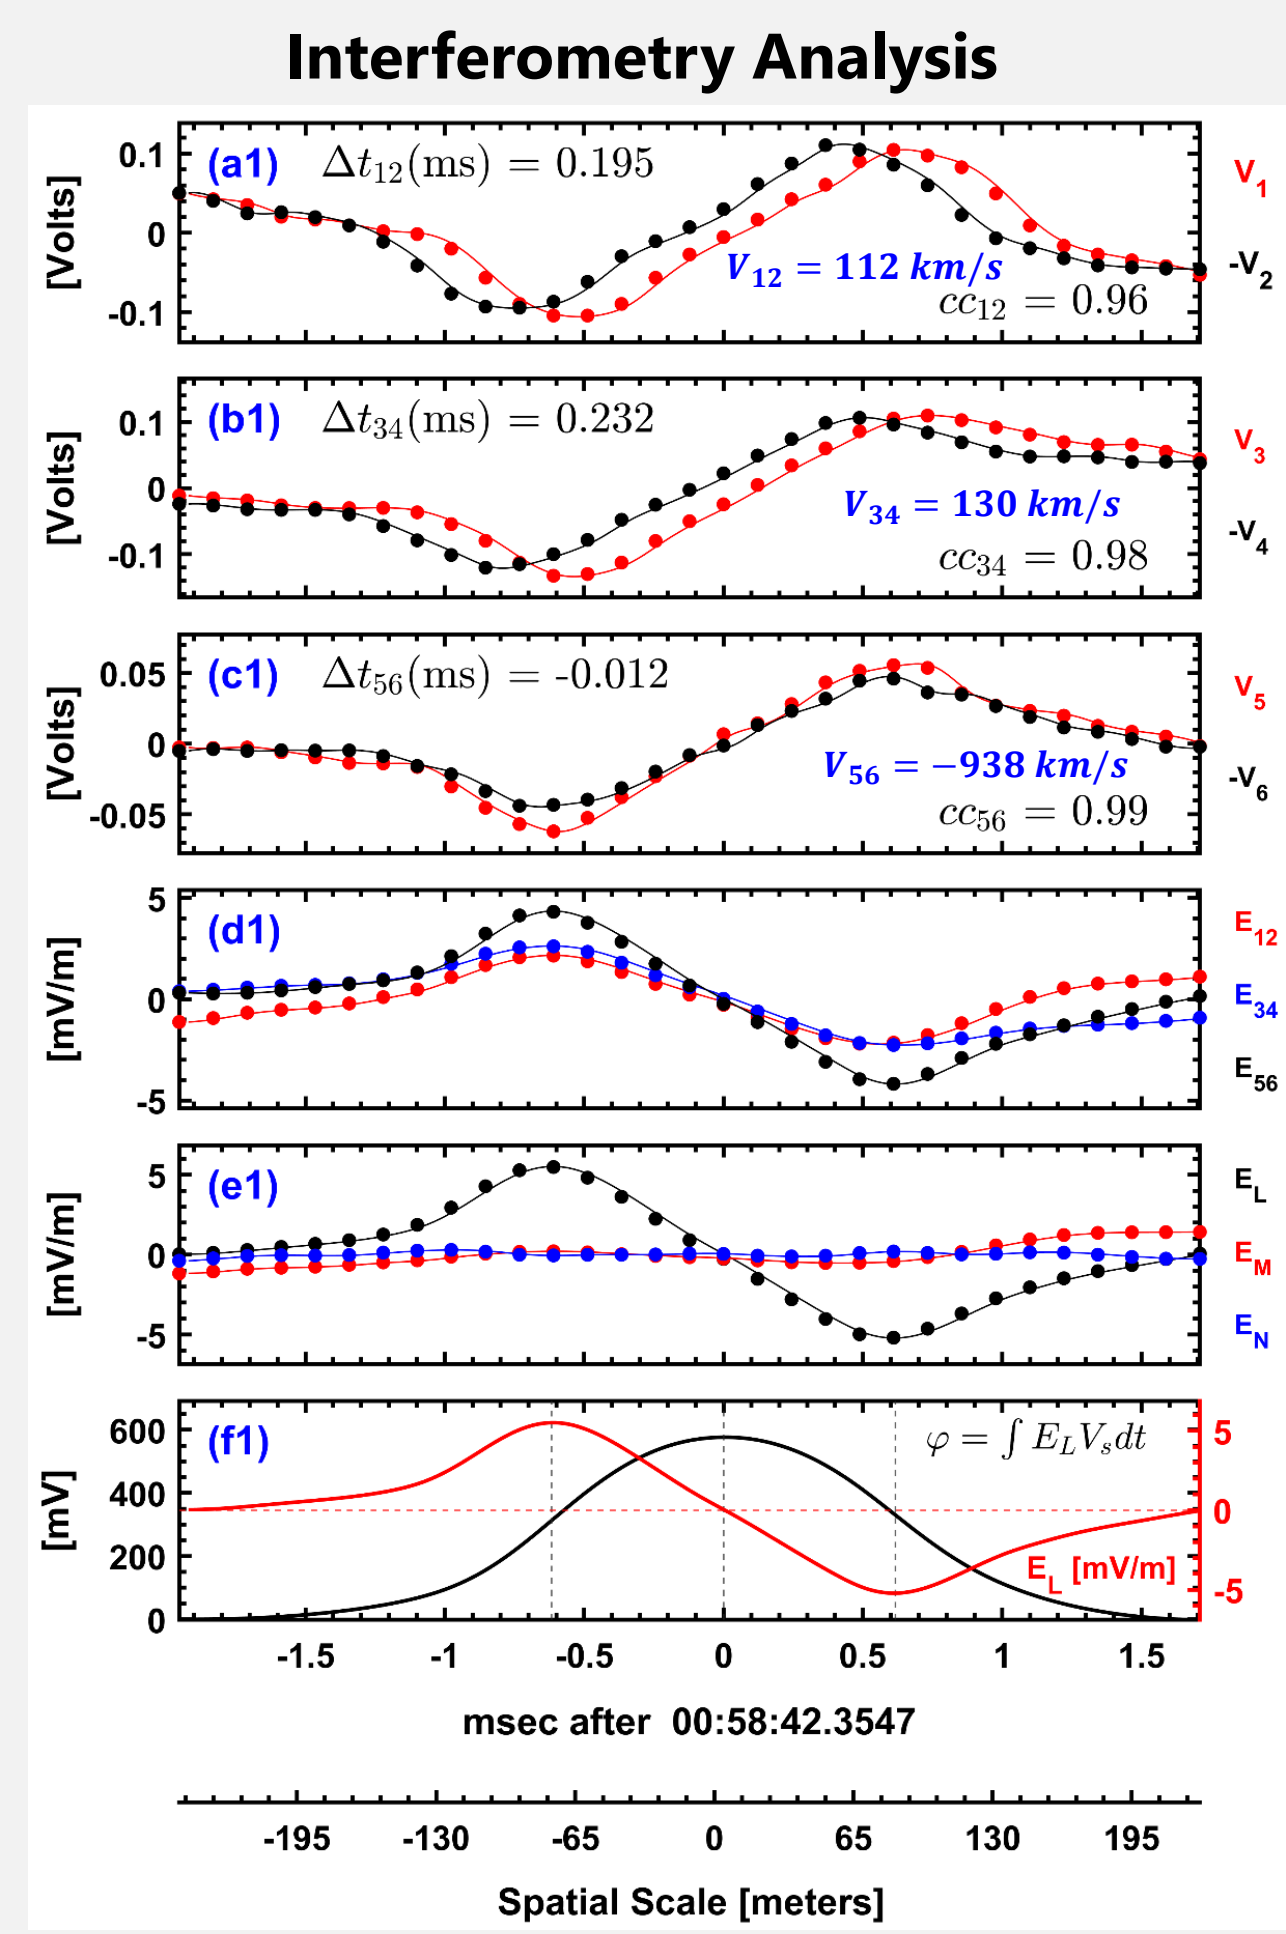 Interferometry Analysis
(a1) Δt12(ms) = 0.195
0.1
0
-0.1
[Volts]
V12 = 112 km/s
cc12 = 0.96
V1
-V2
(b1) Δt34(ms) = 0.232
0.1
0
-0.1
[Volts]
V34 = 130 km/s
cc34 = 0.98
V3
-V4
(c1) Δt56(ms) = -0.012
0.05
0
-0.05
[Volts]
V56 = −938 km/s
cc56 = 0.99
V5
-V6
(d1)
5
0
-5
[mV/m]
E12
E34
E56
(e1)
5
0
-5
[mV/m]
EL
EM
EN
(f1) φ = ∫ ELVsdt
600
400
200
0
[mV]
5
0
-5
EL [mV/m]
-1.5 -1 -0.5 0 0.5 1 1.5
msec after 00:58:42.3547
-195 -130 -65 0 65 130 195
Spatial Scale [meters]